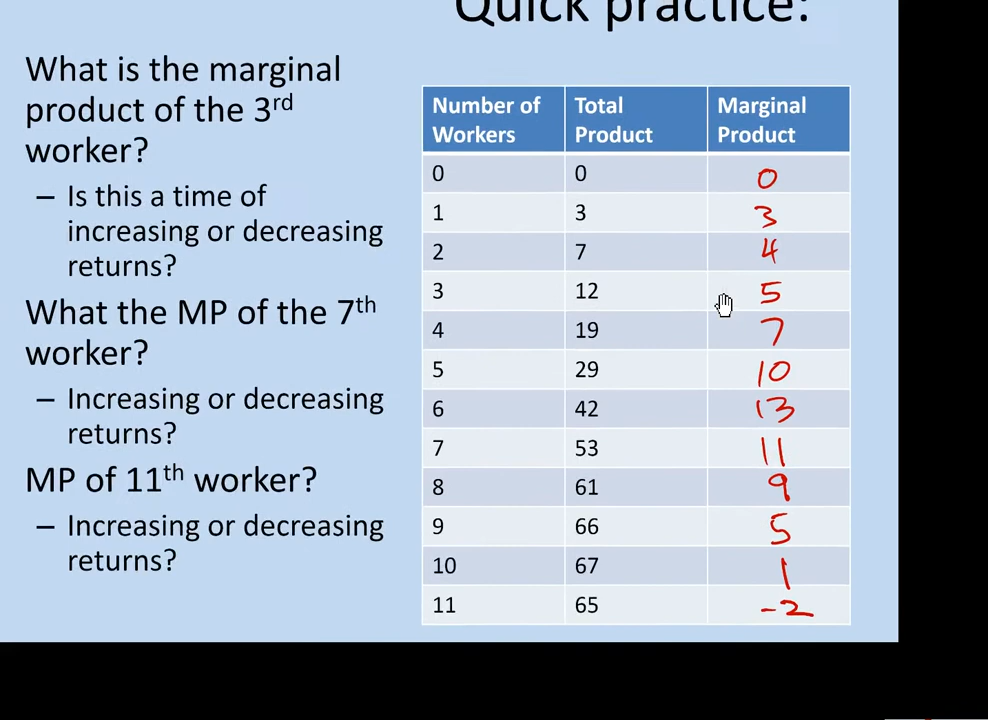 Quick practice:
What is the marginal
product of the 3rd
worker?
– Is this a time of
increasing or decreasing
returns?
What the MP of the 7th
worker?
– Increasing or decreasing
returns?
MP of 11th worker?
– Increasing or decreasing
returns?
Number of Workers Total Product Marginal Product
0 0 0
1 3 3
2 7 4
3 12 5
4 19 7
5 29 10
6 42 13
7 53 11
8 61 9
9 66 5
10 67 1
11 65 -2